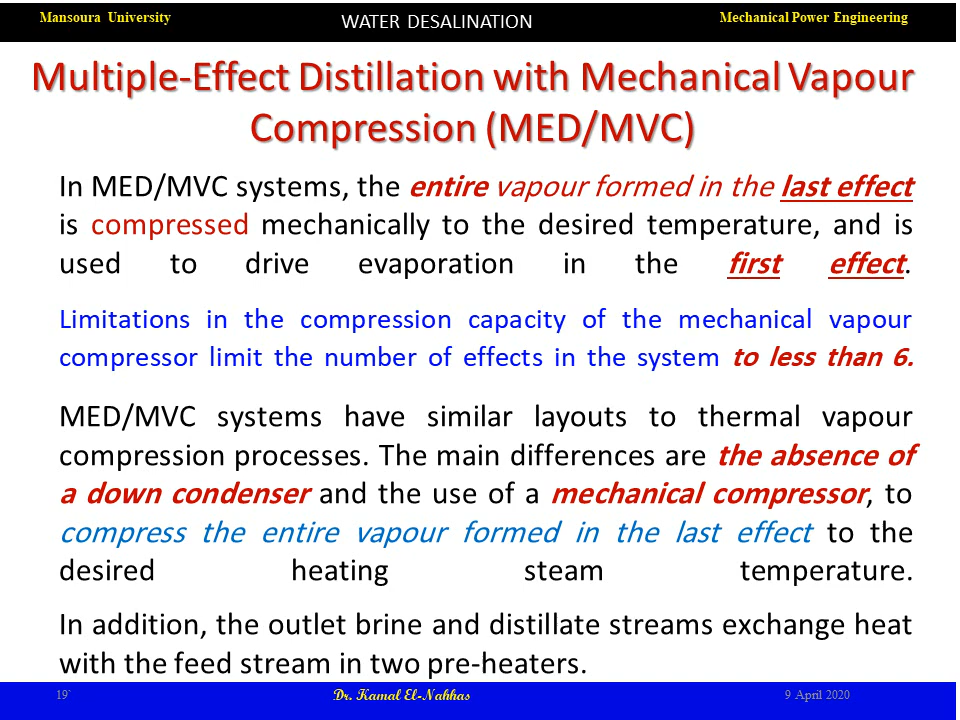 Mansoura University
WATER DESALINATION
Mechanical Power Engineering
Multiple-Effect Distillation with Mechanical Vapour
Compression (MED/MVC)
In MED/MVC systems, the entire vapour formed in the last effect
is compressed mechanically to the desired temperature, and is
used to drive evaporation in the first effect.
Limitations in the compression capacity of the mechanical vapour
compressor limit the number of effects in the system to less than 6.
MED/MVC systems have similar layouts to thermal vapour
compression processes. The main differences are the absence of
a down condenser and the use of a mechanical compressor, to
compress the entire vapour formed in the last effect to the
desired heating steam temperature.
In addition, the outlet brine and distillate streams exchange heat
with the feed stream in two pre-heaters.
19`
Dr. Kamal El-Nahhas
9 April 2020